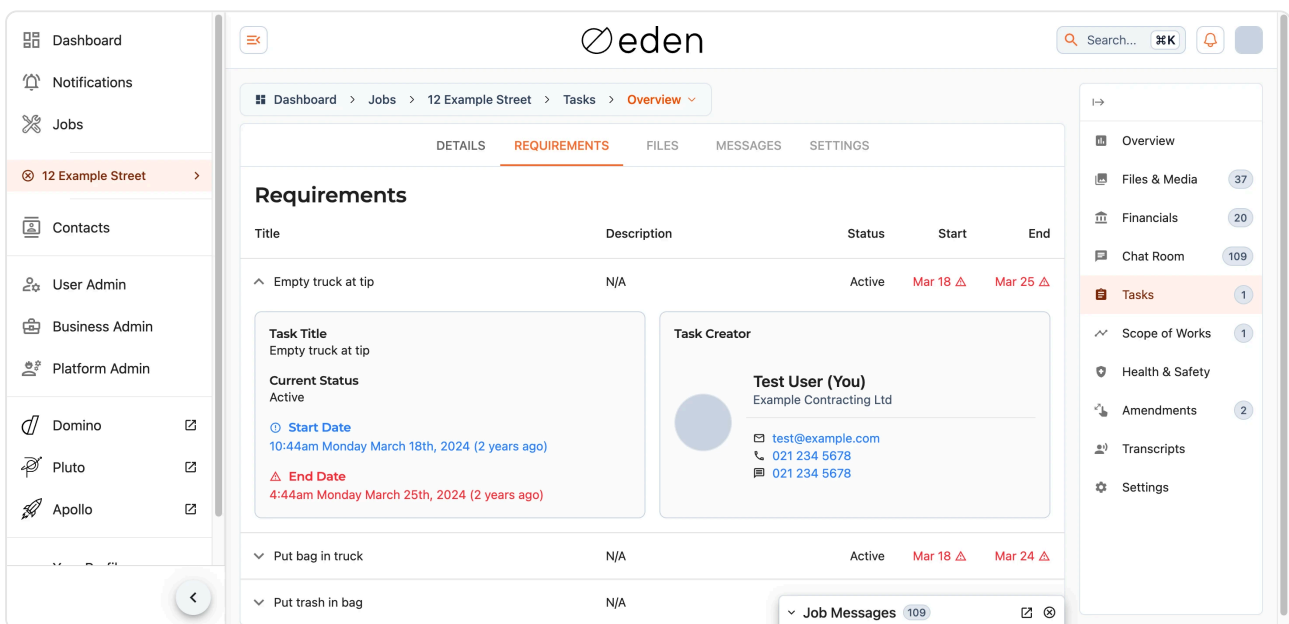 Dashboard
Notifications
Jobs
12 Example Street
Contacts
User Admin
Business Admin
Platform Admin
Domino
Pluto
Apollo
eden
Search... ⌘K
Dashboard > Jobs > 12 Example Street > Tasks > Overview
DETAILS REQUIREMENTS FILES MESSAGES SETTINGS
Requirements
Title Description Status Start End
Empty truck at tip N/A Active Mar 18 Mar 25
Task Title
Empty truck at tip
Current Status
Active
Start Date
10:44am Monday March 18th, 2024 (2 years ago)
End Date
4:44am Monday March 25th, 2024 (2 years ago)
Task Creator
Test User (You)
Example Contracting Ltd
test@example.com
021 234 5678
021 234 5678
Put bag in truck N/A Active Mar 18 Mar 24
Put trash in bag N/A
Job Messages 109
Overview
Files & Media 37
Financials 20
Chat Room 109
Tasks 1
Scope of Works 1
Health & Safety
Amendments 2
Transcripts
Settings